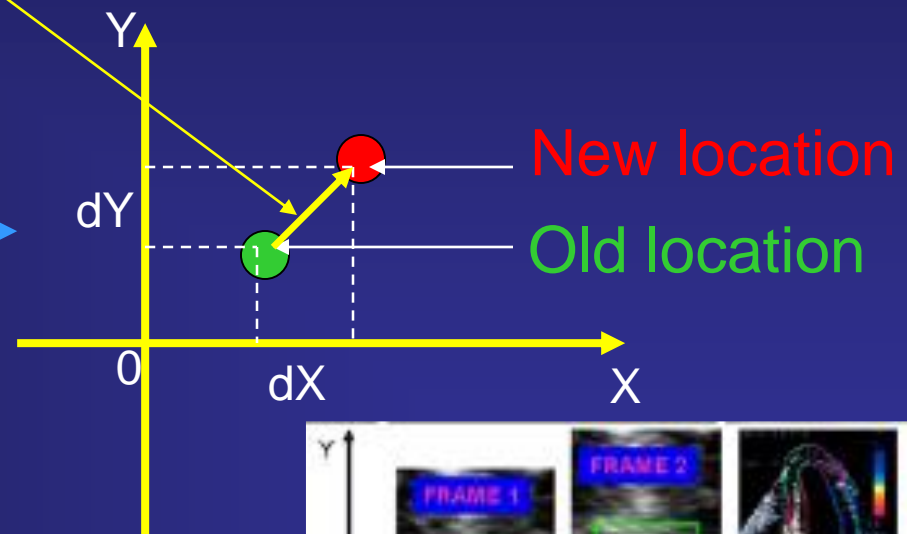 Y
New location
dY
Old location
0
dX
X
Y
FRAME 1
FRAME 2